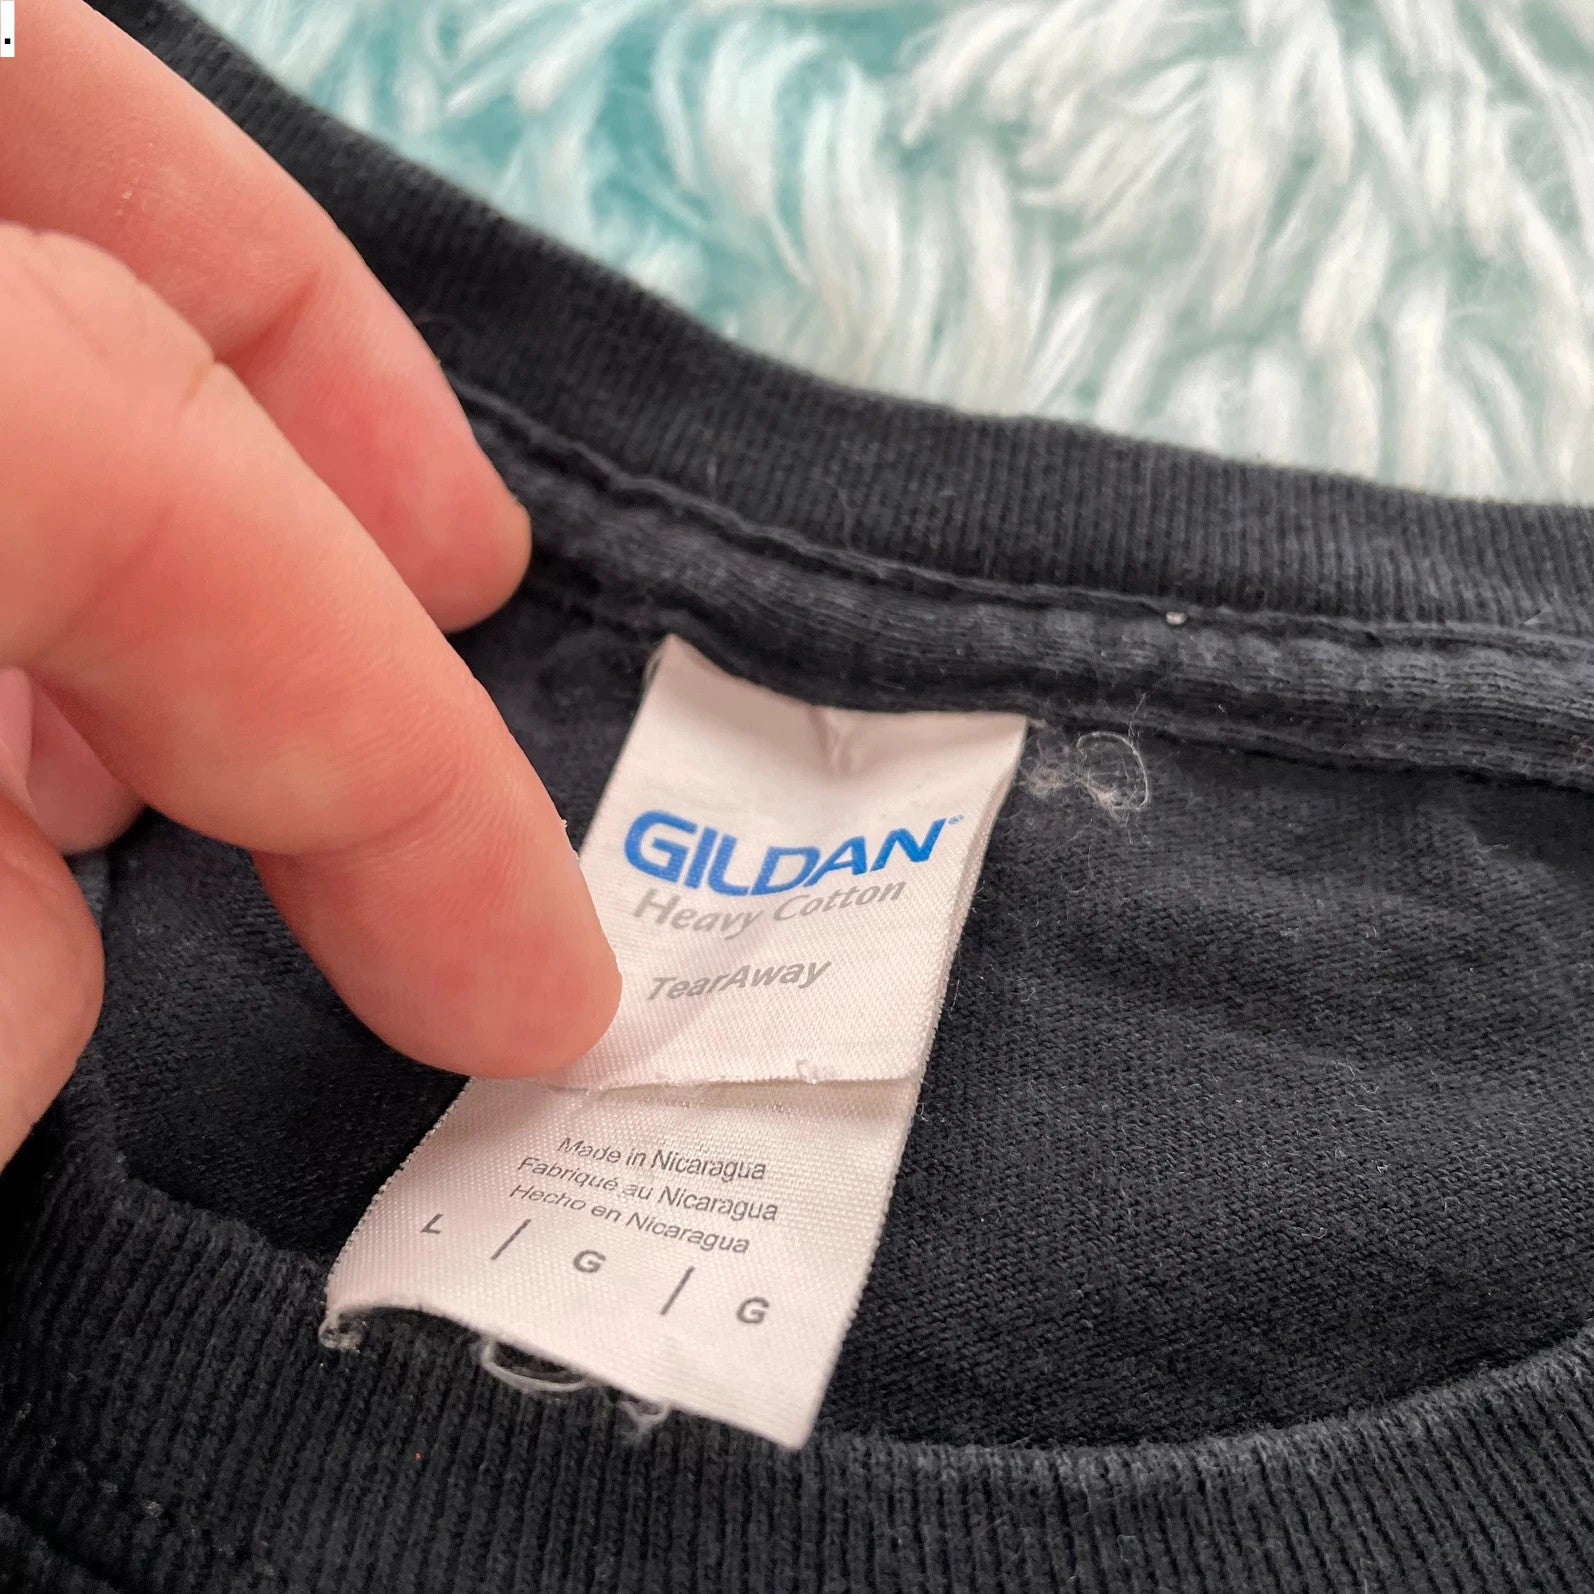 .
GILDAN®
Heavy Cotton
TearAway
Made in Nicaragua
Fabriqué au Nicaragua
Hecho en Nicaragua
L / G / G